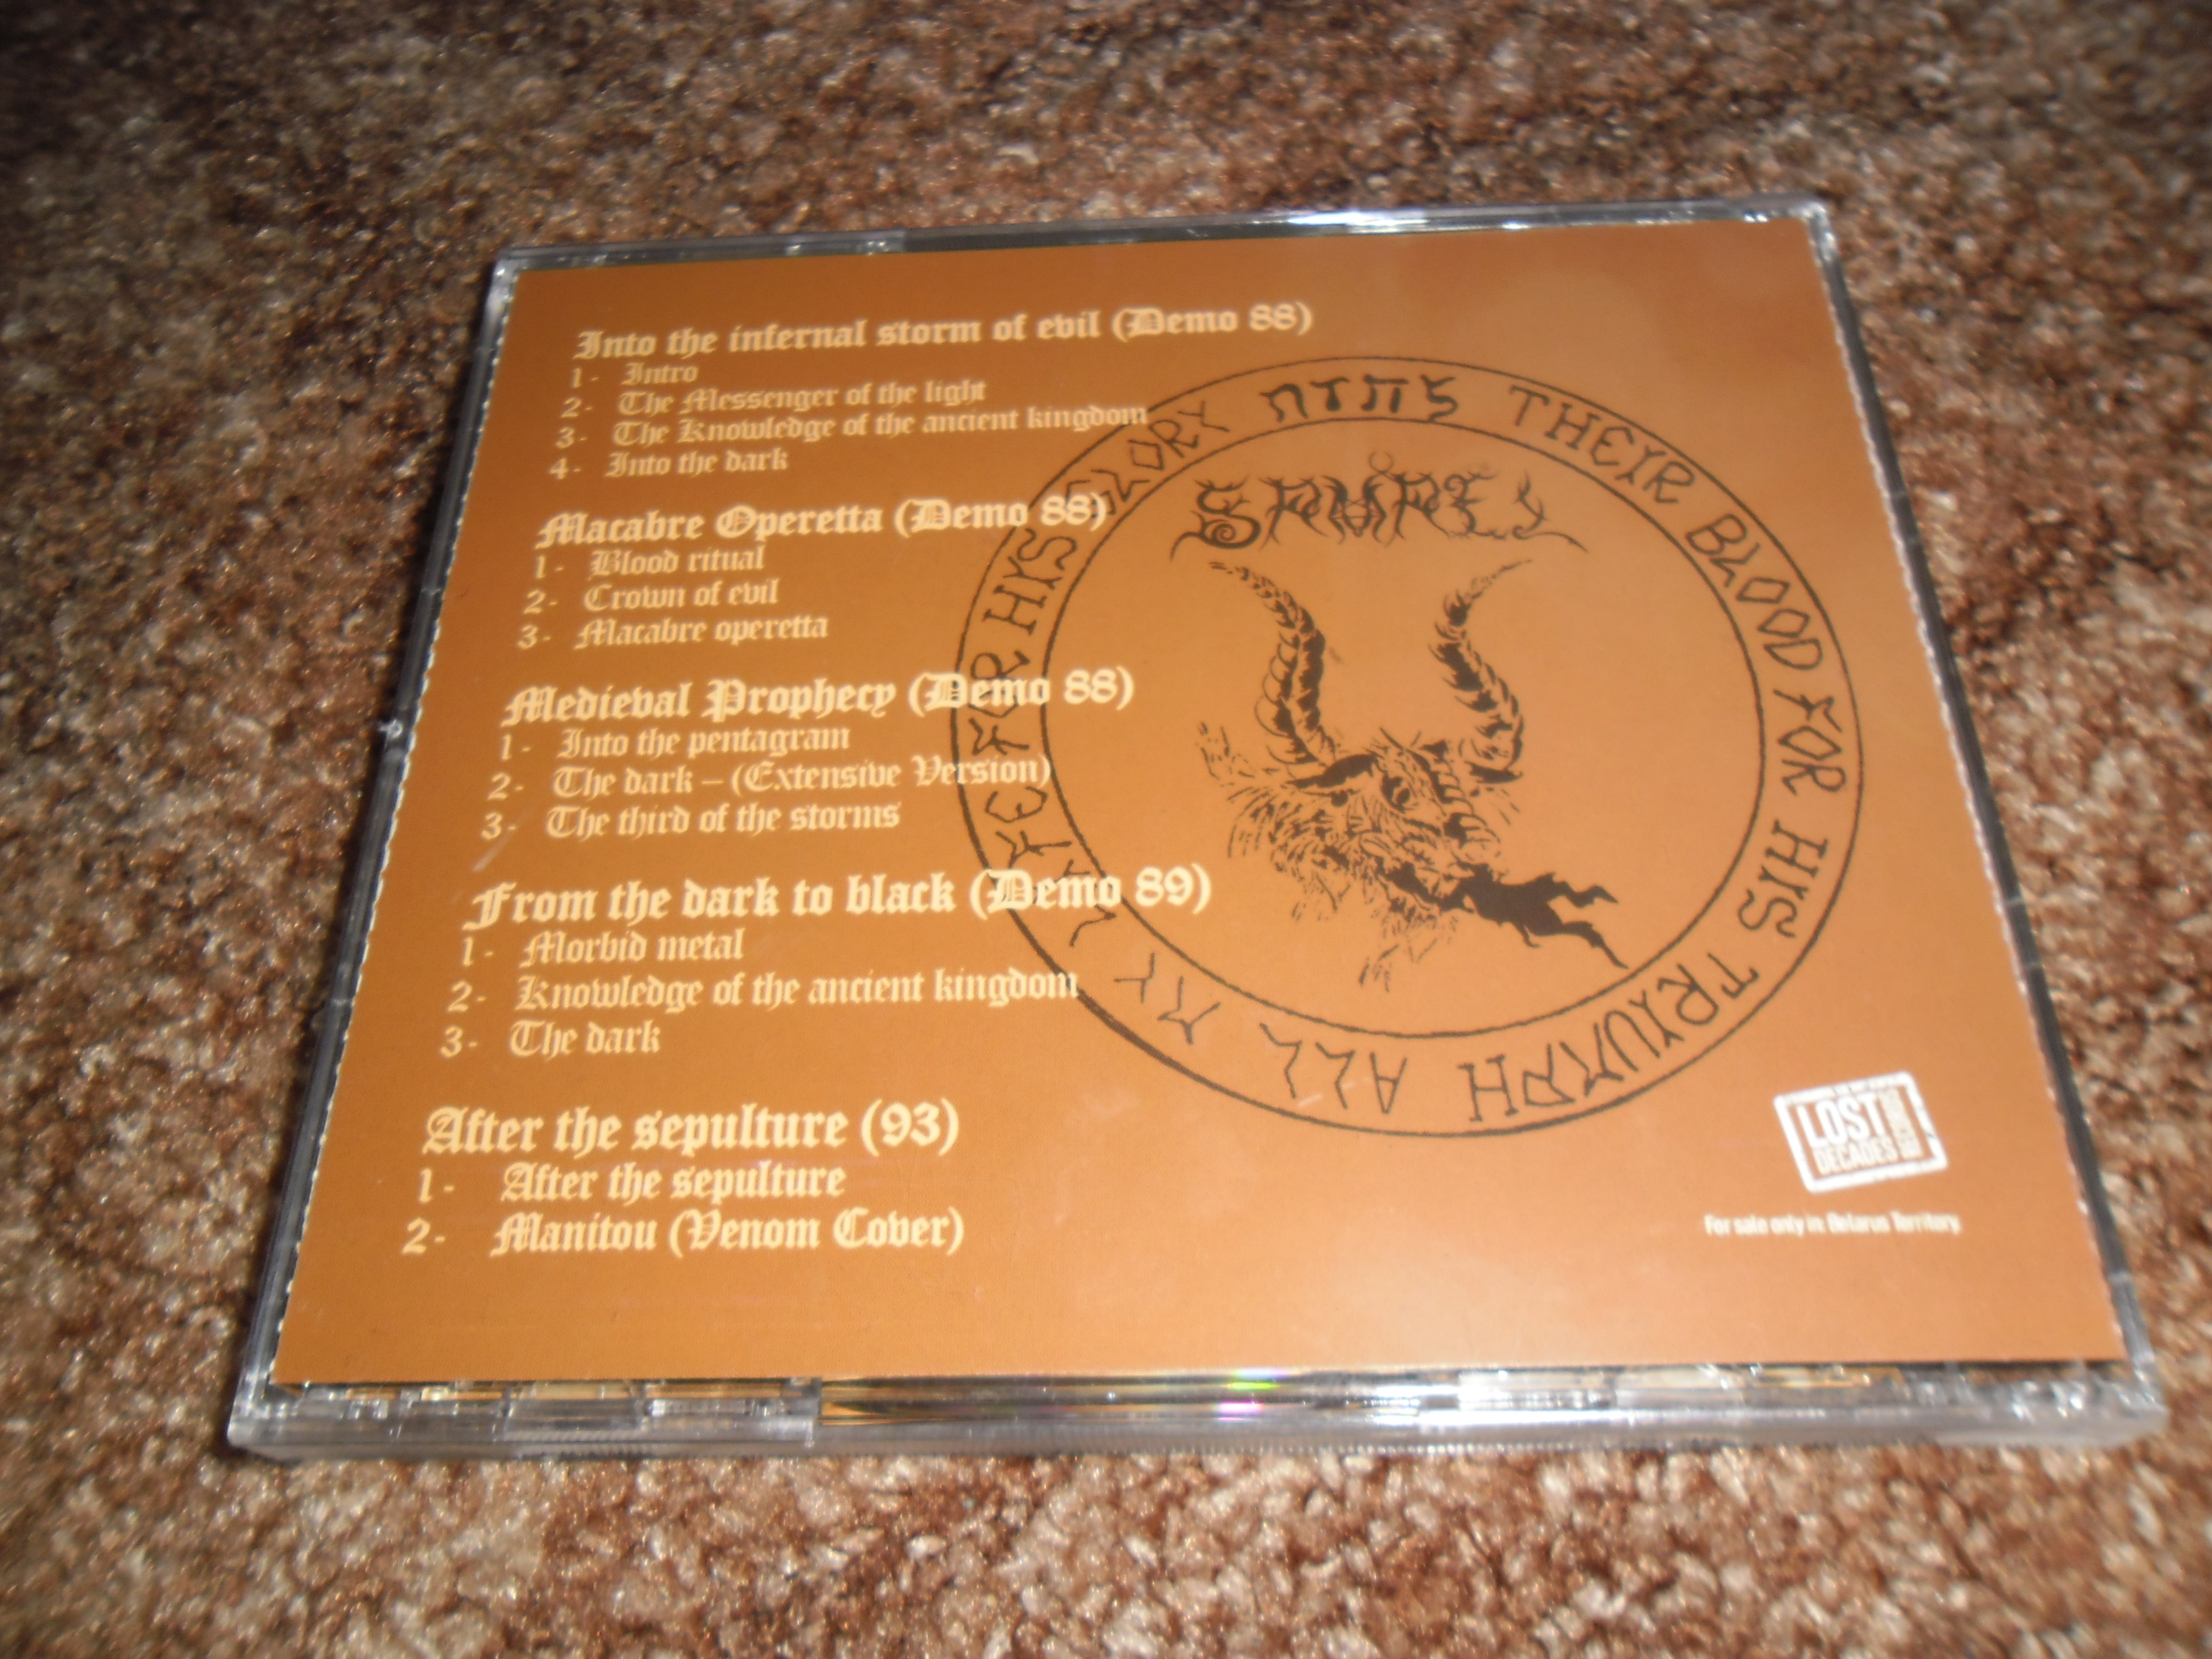 Into the infernal storm of evil (Demo 88)
1- Intro
2- The Messenger of the light
3- The Knowledge of the ancient kingdom
4- Into the dark
Macabre Operetta (Demo 88)
1- Blood ritual
2- Crown of evil
3- Macabre operetta
Medieval Prophecy (Demo 88)
1- Into the pentagram
2- The dark – (Extensive Version)
3- The third of the storms
From the dark to black (Demo 89)
1- Morbid metal
2- Knowledge of the ancient kingdom
3- The dark
After the sepulture (93)
1- After the sepulture
2- Manitou (Venom Cover)
THEIR BLOOD FOR HIS TRIUMPH ALL MY LIFE FOR HIS GLORY
SAMAEL
LOST
DECADES
RECORDS
For sale only in Belarus Territory